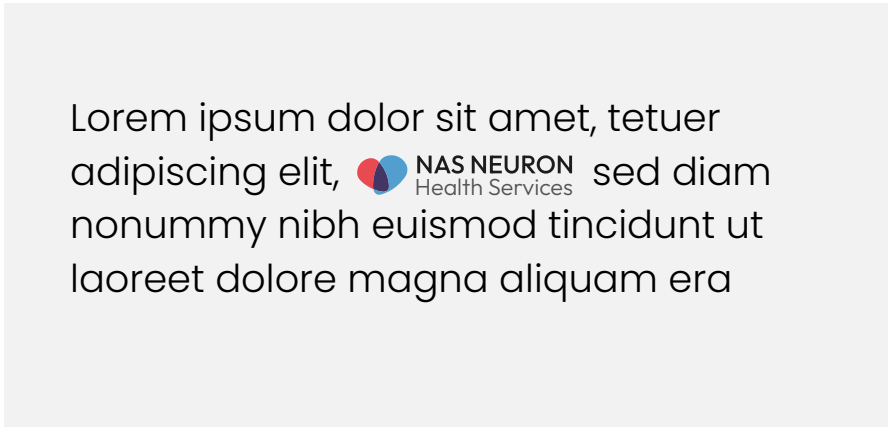 Lorem ipsum dolor sit amet, tetuer
adipiscing elit, NAS NEURON Health Services sed diam
nonummy nibh euismod tincidunt ut
laoreet dolore magna aliquam era